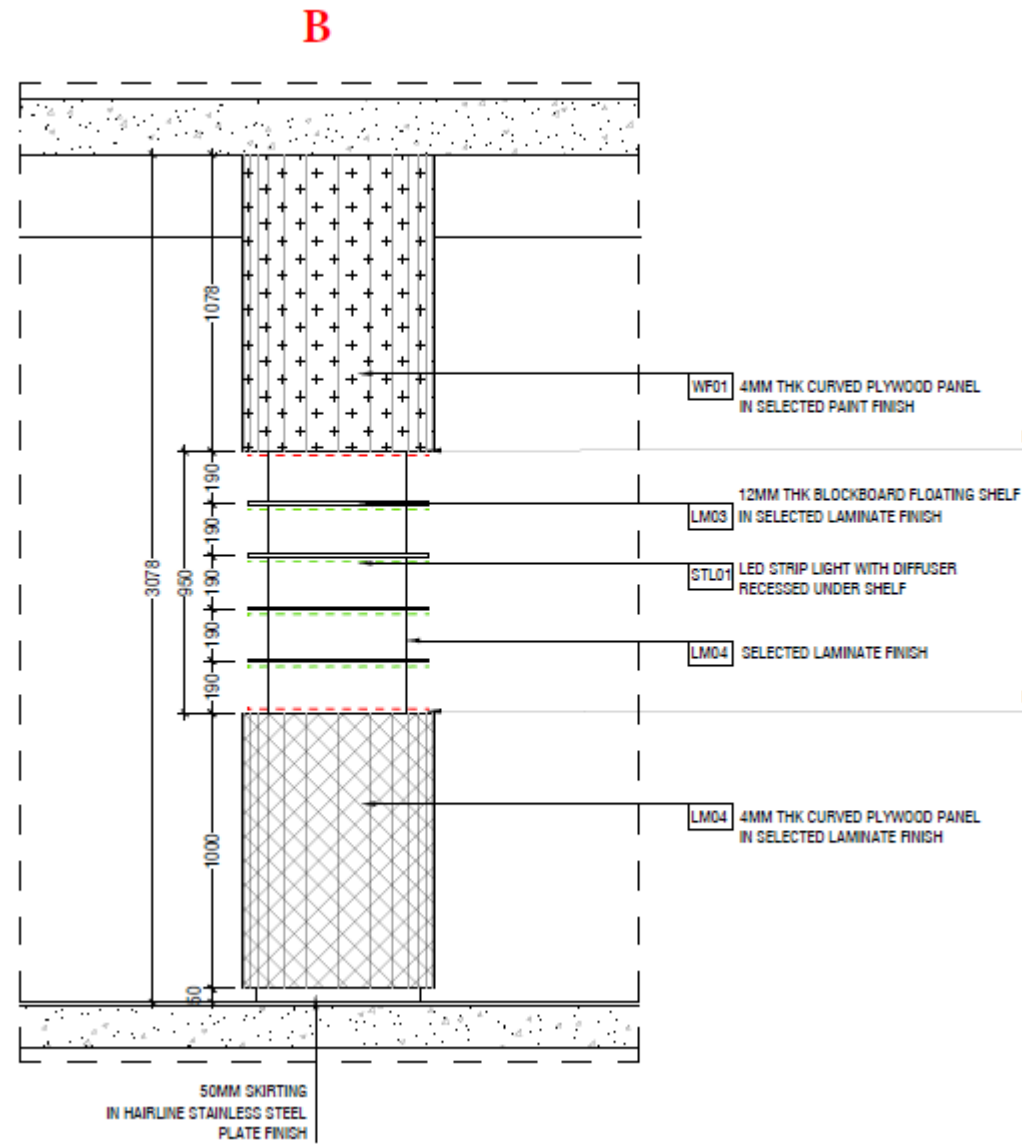 B
1078
WF01 4MM THK CURVED PLYWOOD PANEL
IN SELECTED PAINT FINISH
190
12MM THK BLOCKBOARD FLOATING SHELF
LM03 IN SELECTED LAMINATE FINISH
190
3078
950
190
STL01 LED STRIP LIGHT WITH DIFFUSER
RECESSED UNDER SHELF
190
LM04 SELECTED LAMINATE FINISH
190
1000
LM04 4MM THK CURVED PLYWOOD PANEL
IN SELECTED LAMINATE FINISH
50
50MM SKIRTING
IN HAIRLINE STAINLESS STEEL
PLATE FINISH